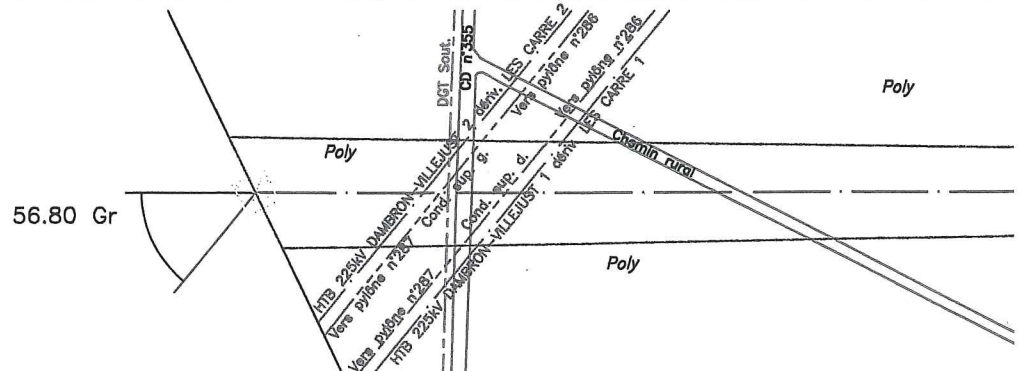 DGT Sout.
CD n°355
HTB 225kV DAMBRON-VILLEJUST 2 dériv. LES CARRE 2
Vers pylône n°287 Cond. sup. g. Vers pylône n°286
Vers pylône n°287 Cond. sup. d. Vers pylône n°286
HTB 225kV DAMBRON-VILLEJUST 1 dériv. LES CARRE 1
Poly
Poly
Chemin rural
56.80 Gr
Poly